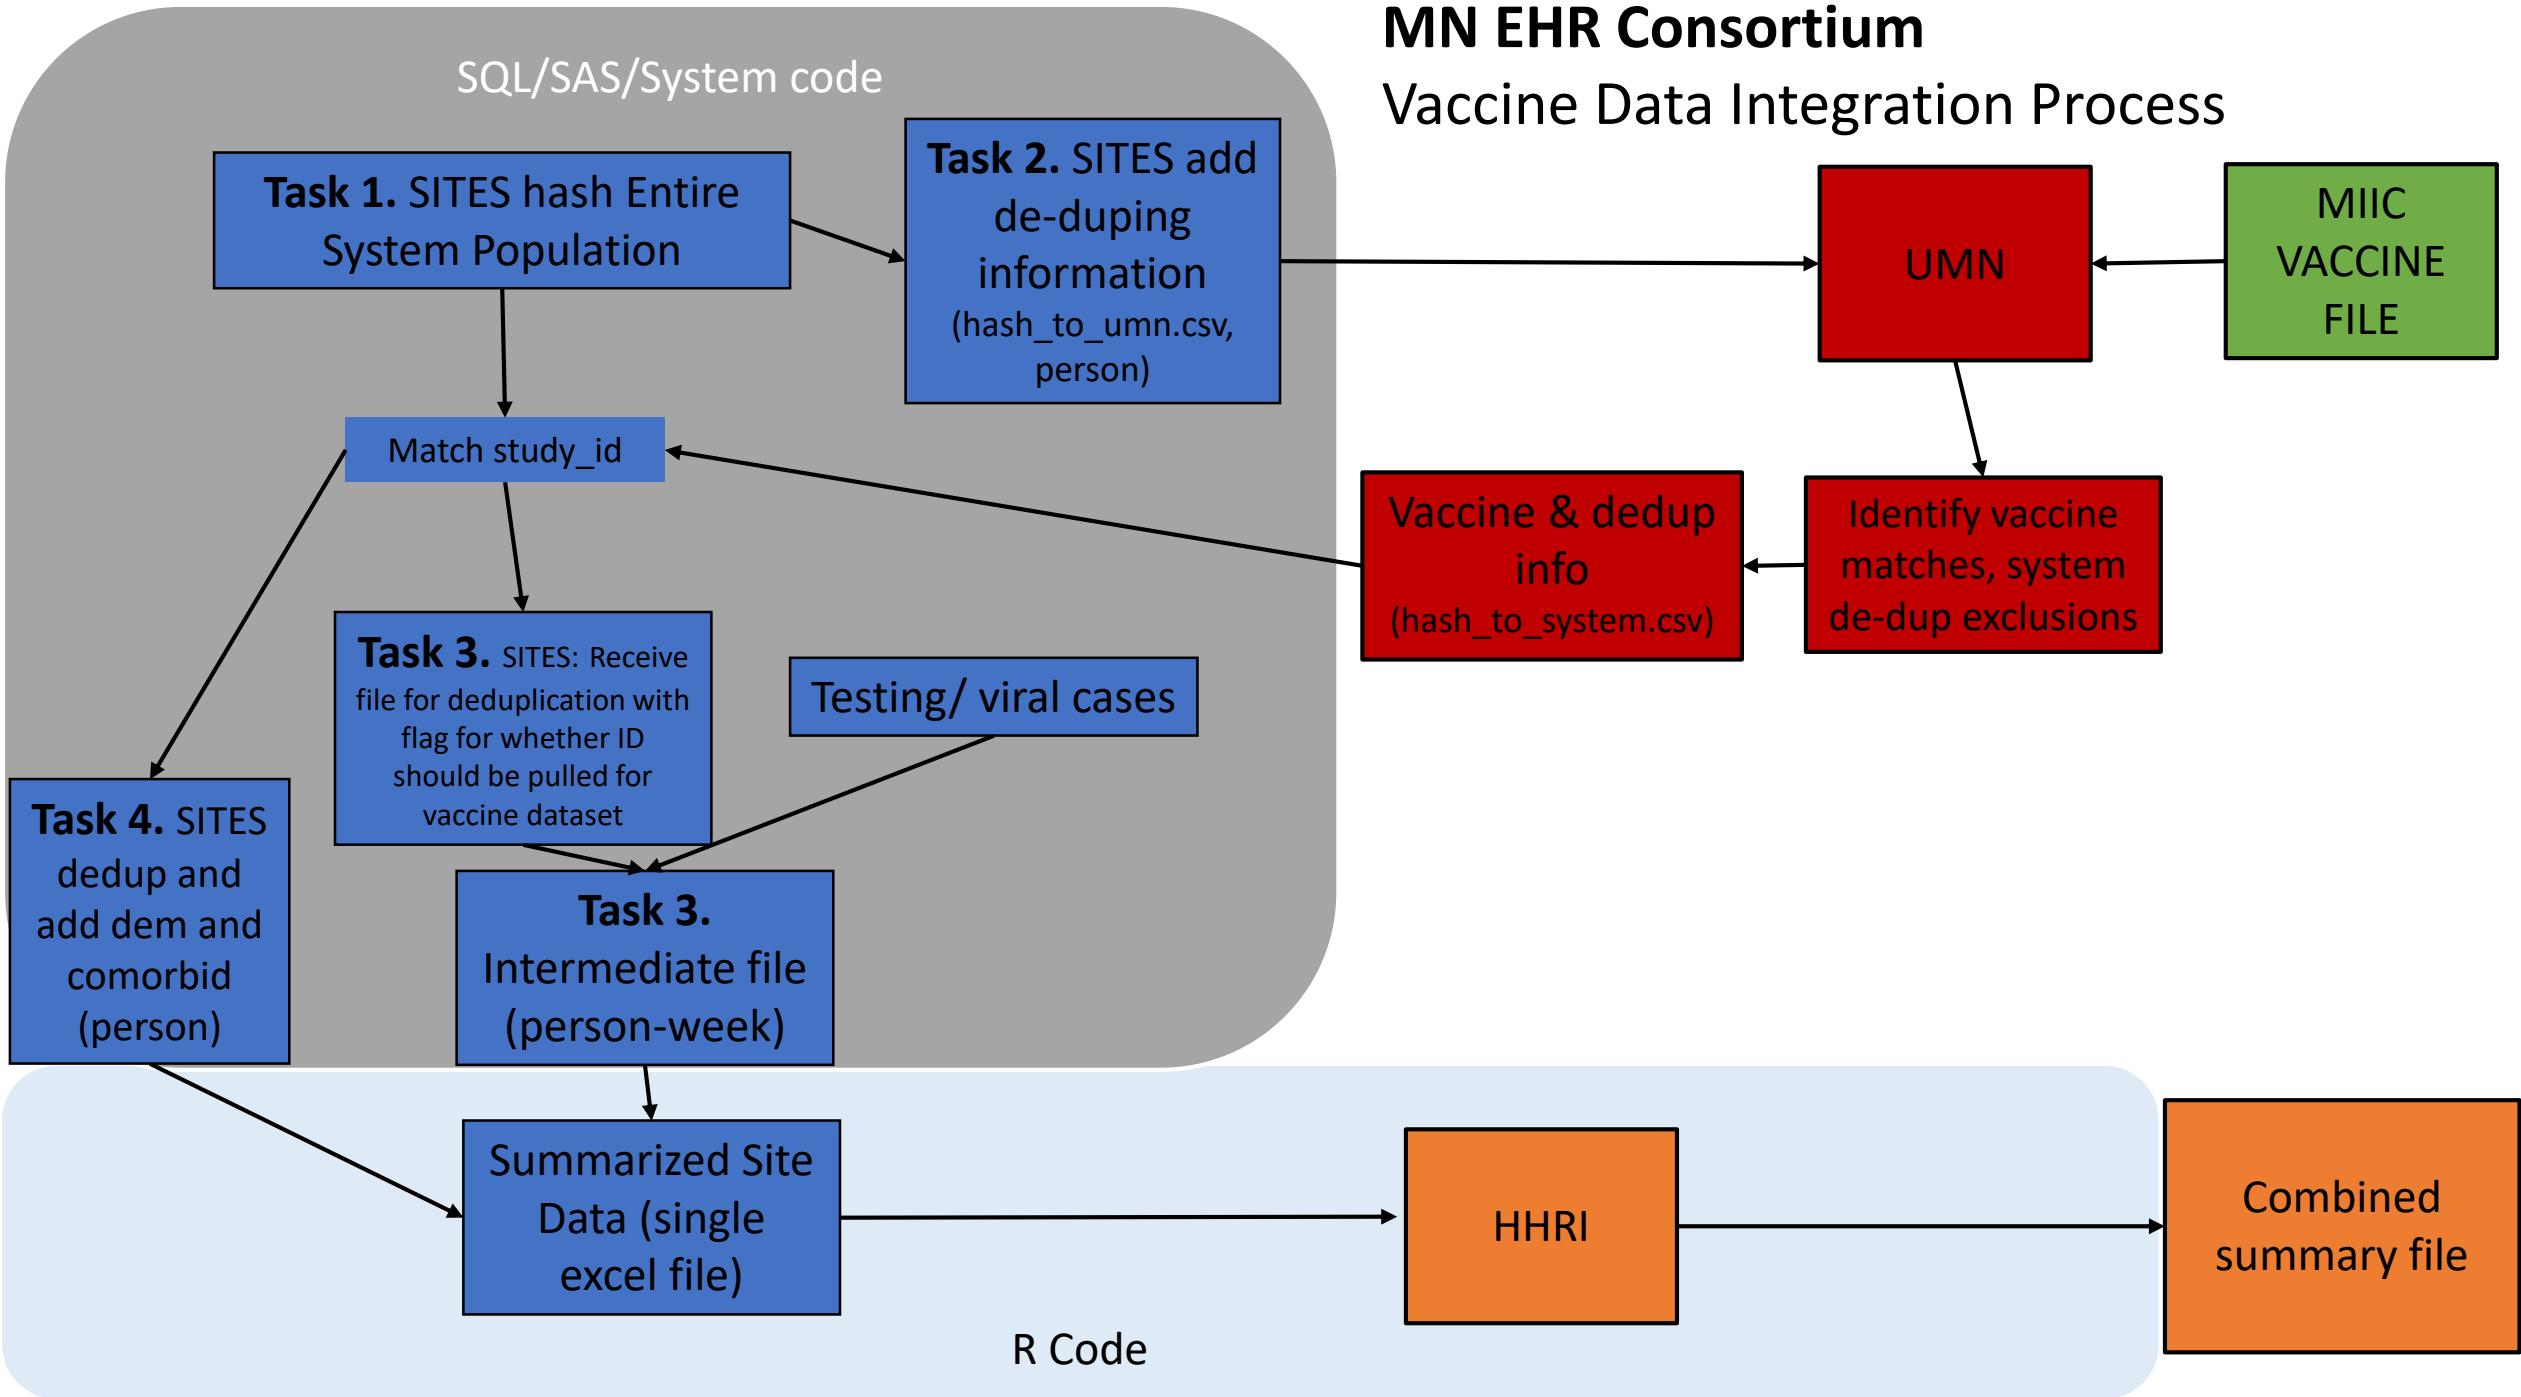 MN EHR Consortium
Vaccine Data Integration Process
SQL/SAS/System code
Task 1. SITES hash Entire
System Population
Task 2. SITES add
de-duping
information
(hash_to_umn.csv,
person)
UMN
MIIC
VACCINE
FILE
Match study_id
Vaccine & dedup
info
(hash_to_system.csv)
Identify vaccine
matches, system
de-dup exclusions
Task 3. SITES: Receive
file for deduplication with
flag for whether ID
should be pulled for
vaccine dataset
Testing/ viral cases
Task 4. SITES
dedup and
add dem and
comorbid
(person)
Task 3.
Intermediate file
(person-week)
Summarized Site
Data (single
excel file)
HHRI
Combined
summary file
R Code